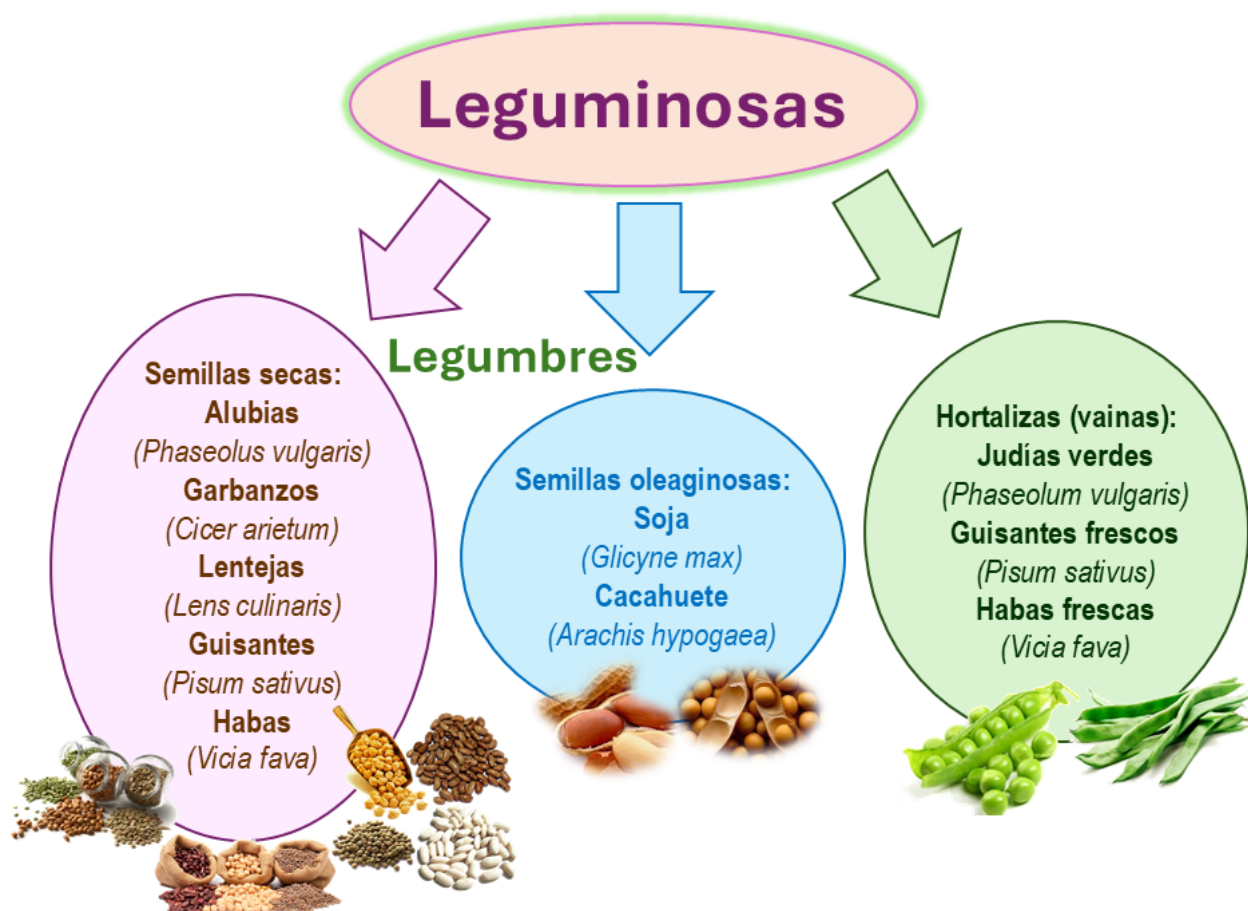 Leguminosas
Legumbres
Semillas secas:
Alubias
(Phaseolus vulgaris)
Garbanzos
(Cicer arietum)
Lentejas
(Lens culinaris)
Guisantes
(Pisum sativus)
Habas
(Vicia fava)
Semillas oleaginosas:
Soja
(Glicyne max)
Cacahuete
(Arachis hypogaea)
Hortalizas (vainas):
Judías verdes
(Phaseolum vulgaris)
Guisantes frescos
(Pisum sativus)
Habas frescas
(Vicia fava)